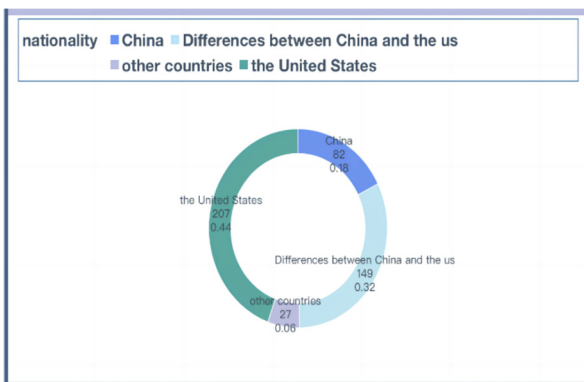 nationality China Differences between China and the us
other countries the United States
China
82
0.18
the United States
207
0.44
Differences between China and the us
149
0.32
other countries
27
0.06